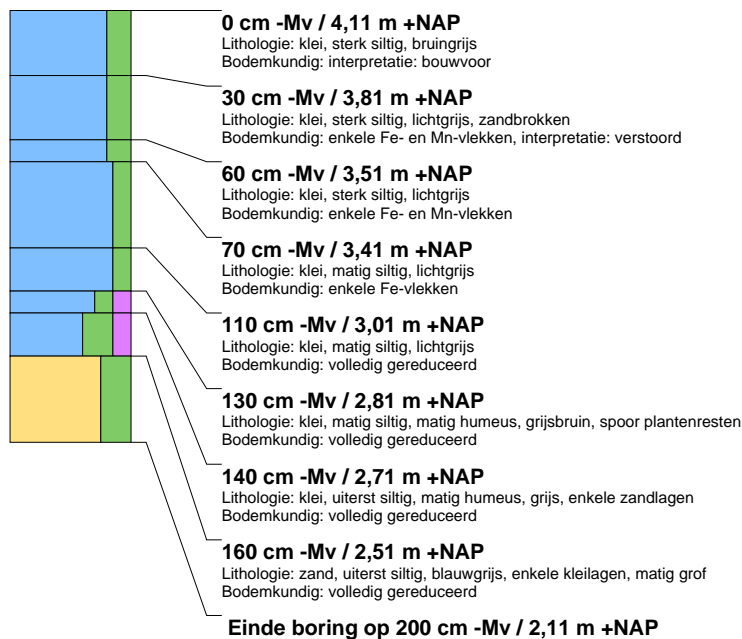 0 cm -Mv / 4,11 m +NAP
Lithologie: klei, sterk siltig, bruingrijs
Bodemkundig: interpretatie: bouwvoor
30 cm -Mv / 3,81 m +NAP
Lithologie: klei, sterk siltig, lichtgrijs, zandbrokken
Bodemkundig: enkele Fe- en Mn-vlekken, interpretatie: verstoord
60 cm -Mv / 3,51 m +NAP
Lithologie: klei, sterk siltig, lichtgrijs
Bodemkundig: enkele Fe- en Mn-vlekken
70 cm -Mv / 3,41 m +NAP
Lithologie: klei, matig siltig, lichtgrijs
Bodemkundig: enkele Fe-vlekken
110 cm -Mv / 3,01 m +NAP
Lithologie: klei, matig siltig, lichtgrijs
Bodemkundig: volledig gereduceerd
130 cm -Mv / 2,81 m +NAP
Lithologie: klei, matig siltig, matig humeus, grijsbruin, spoor plantenresten
Bodemkundig: volledig gereduceerd
140 cm -Mv / 2,71 m +NAP
Lithologie: klei, uiterst siltig, matig humeus, grijs, enkele zandlagen
Bodemkundig: volledig gereduceerd
160 cm -Mv / 2,51 m +NAP
Lithologie: zand, uiterst siltig, blauwgrijs, enkele kleilagen, matig grof
Bodemkundig: volledig gereduceerd
Einde boring op 200 cm -Mv / 2,11 m +NAP